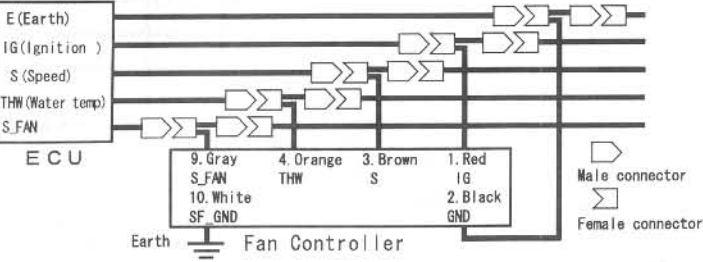 E(Earth)
IG(Ignition )
S(Speed)
THW(Water temp)
S_FAN
ECU
9. Gray
4. Orange
3. Brown
1. Red
S_FAN
THW
S
IG
10. White
2. Black
SF_GND
GND
Earth
Fan Controller
Male connector
Female connector